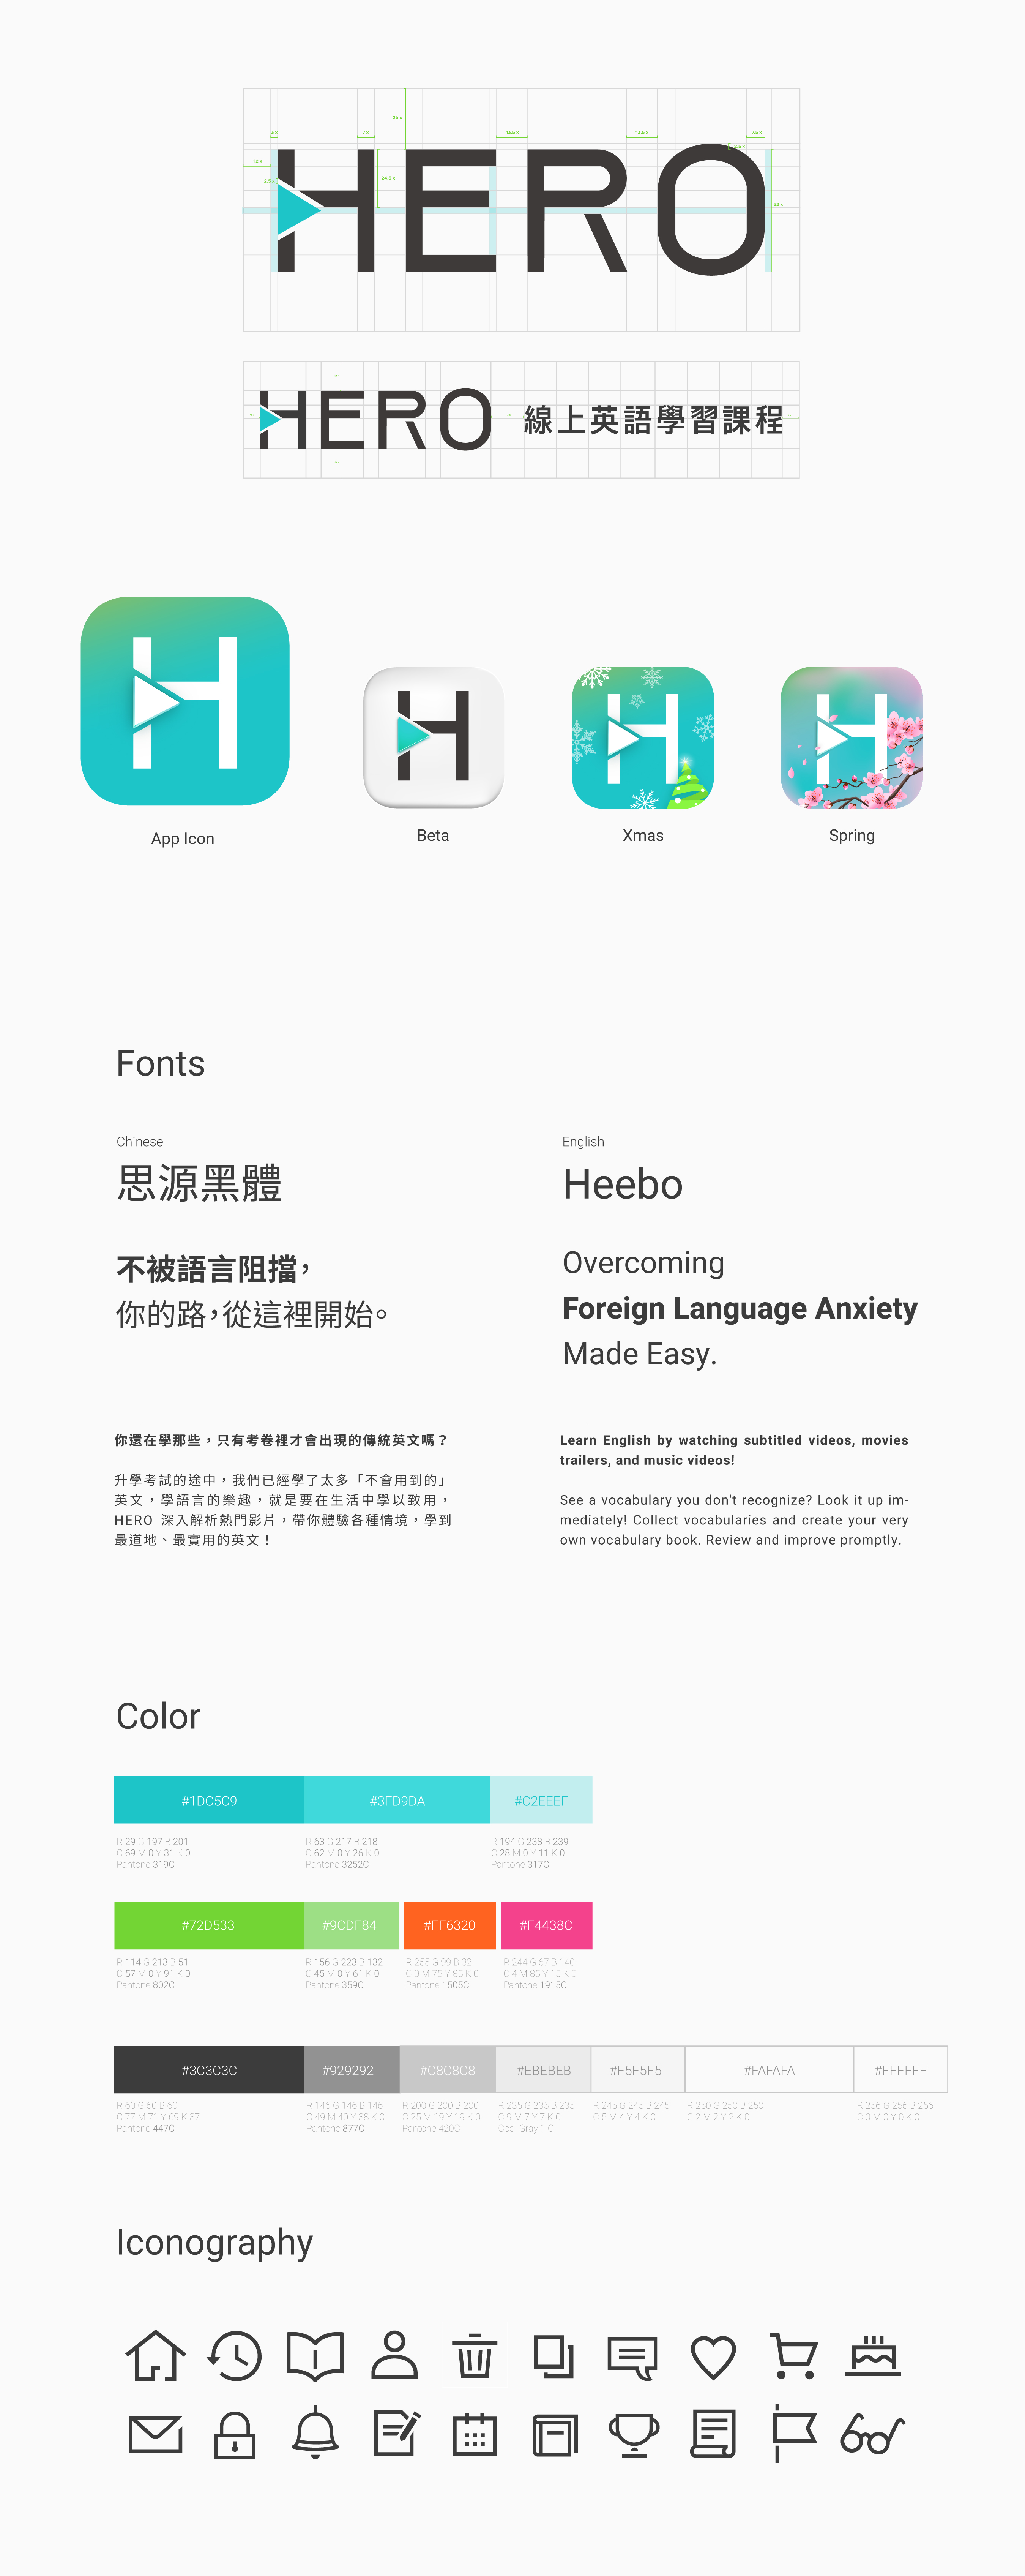 5 x
7 x
26 x
13.5 x
13.5 x
7.5 x
12 x
24.5 x
52 x
HERO
HERO 線上英語學習課程
App Icon
Beta
Xmas
Spring
Fonts
Chinese
思源黑體
不被語言阻擋，
你的路，從這裡開始。
English
Heebo
Overcoming
Foreign Language Anxiety
Made Easy.
你還在學那些，只有考卷裡才會出現的傳統英文嗎？
升學考試的途中，我們已經學了太多「不會用到的」
英文，學語言的樂趣，就是要在生活中學以致用，
HERO 深入解析熱門影片，帶你體驗各種情境，學到
最道地、最實用的英文！
Learn English by watching subtitled videos, movies
trailers, and music videos!
See a vocabulary you don't recognize? Look it up im-
mediately! Collect vocabularies and create your very
own vocabulary book. Review and improve promptly.
Color
#1DC5C9
R 29 G 197 B 201
C 69 M 0 Y 31 K 0
Pantone 319C
#3FD9DA
R 63 G 217 B 218
C 62 M 0 Y 26 K 0
Pantone 3252C
#C2EEEF
R 194 G 238 B 239
C 28 M 0 Y 11 K 0
Pantone 317C
#72D533
R 114 G 213 B 51
C 57 M 0 Y 91 K 0
Pantone 802C
#9CDF84
R 156 G 223 B 132
C 45 M 0 Y 61 K 0
Pantone 359C
#FF6320
R 255 G 99 B 32
C 0 M 75 Y 85 K 0
Pantone 1505C
#F4438C
R 244 G 67 B 140
C 4 M 85 Y 15 K 0
Pantone 1915C
#3C3C3C
R 60 G 60 B 60
C 77 M 71 Y 69 K 37
Pantone 447C
#929292
R 146 G 146 B 146
C 49 M 40 Y 38 K 0
Pantone 877C
#C8C8C8
R 200 G 200 B 200
C 25 M 19 Y 19 K 0
Pantone 420C
#EBEBEB
R 235 G 235 B 235
C 9 M 7 Y 7 K 0
Cool Gray 1 C
#F5F5F5
R 245 G 245 B 245
C 5 M 4 Y 4 K 0
#FAFAFA
R 250 G 250 B 250
C 2 M 2 Y 2 K 0
#FFFFFF
R 256 G 256 B 256
C 0 M 0 Y 0 K 0
Iconography